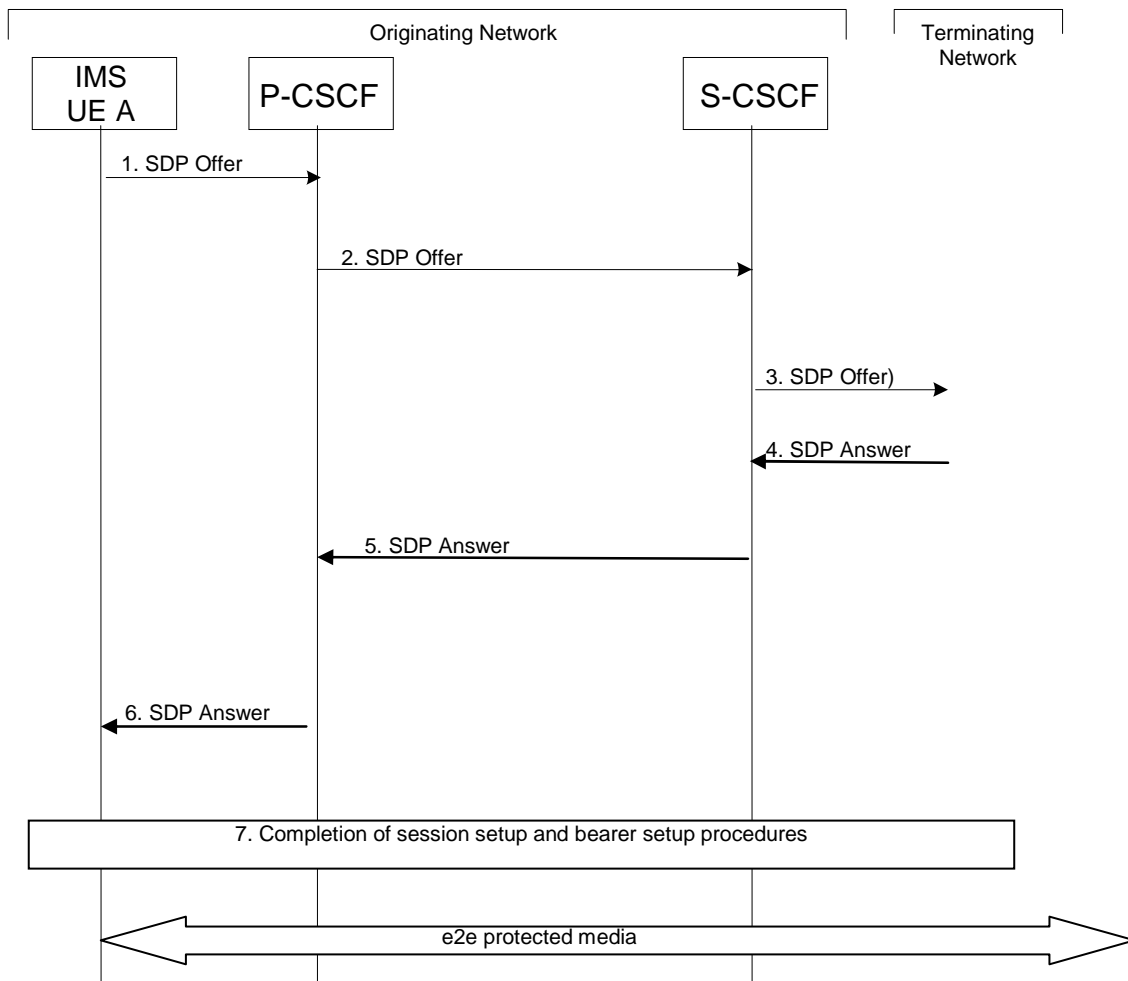 Originating Network
Terminating
Network
IMS
UE A
P-CSCF
S-CSCF
1. SDP Offer
2. SDP Offer
3. SDP Offer)
4. SDP Answer
5. SDP Answer
6. SDP Answer
7. Completion of session setup and bearer setup procedures
e2e protected media